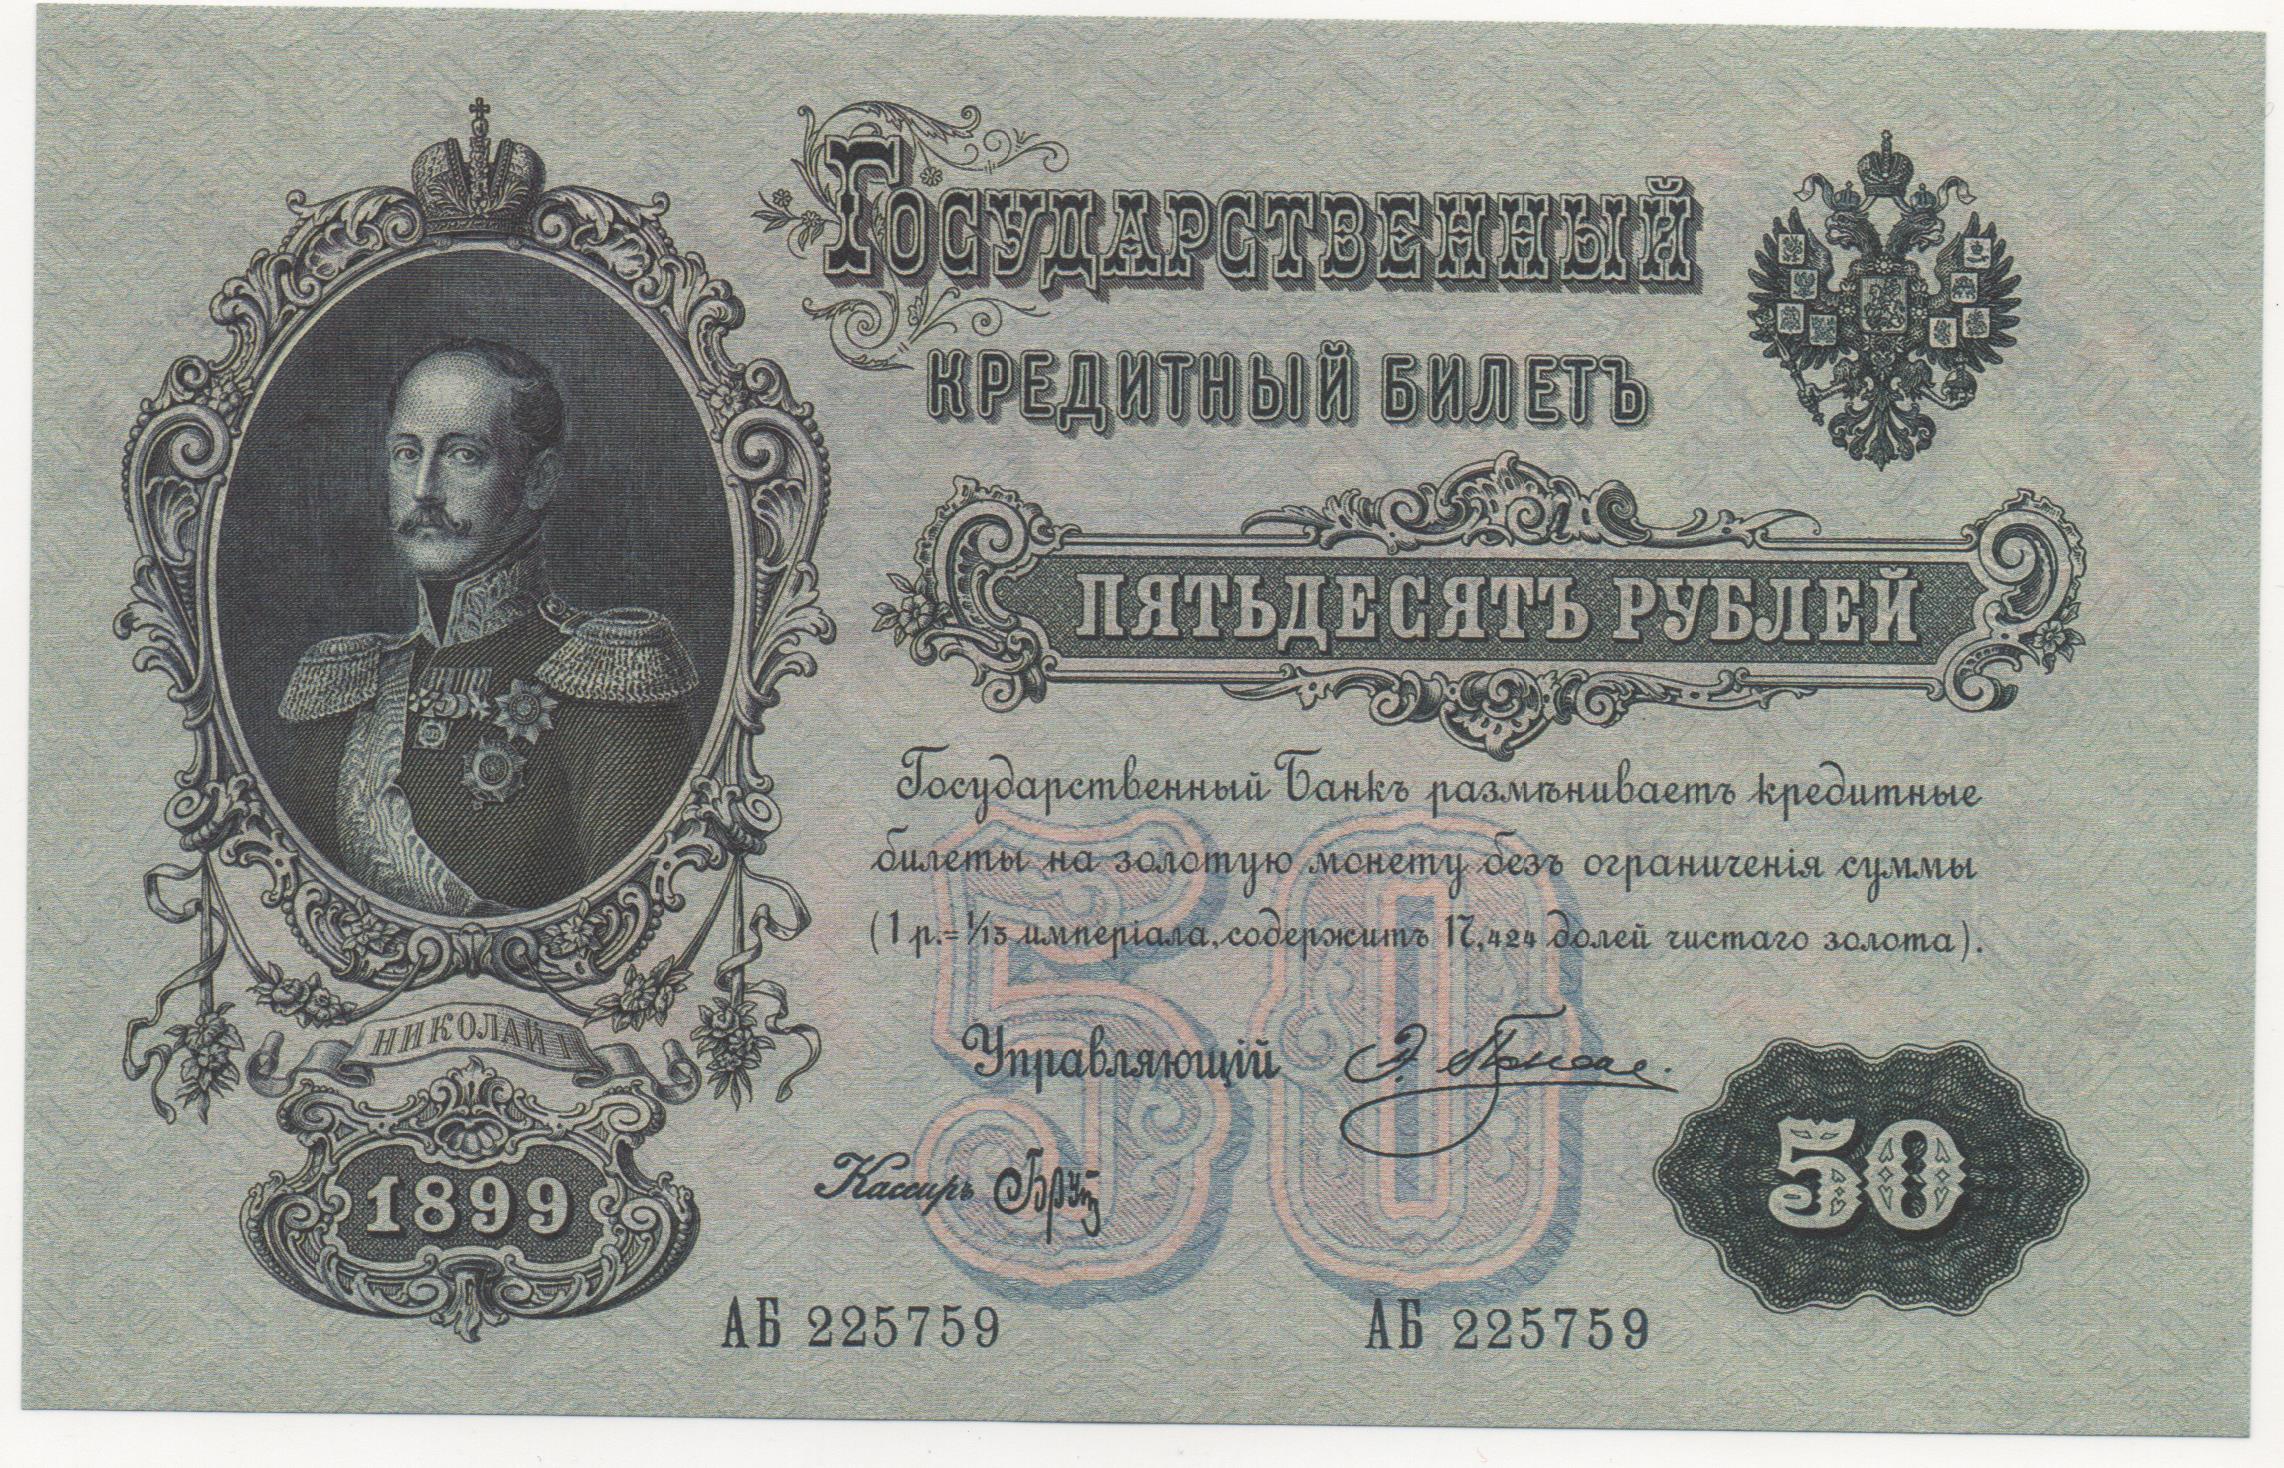 Государственный
кредитный билетъ
ПЯТЬДЕСЯТЪ РУБЛЕЙ
Государственный Банкъ размѣниваетъ кредитные
билеты на золотую монету безъ ограниченія суммы
(1 р.= 1/15 имперіала, содержитъ 17,424 долей чистаго золота).
НИКОЛАЙ I
Управляющій
50
Кассиръ
50
1899
АБ 225759
АБ 225759